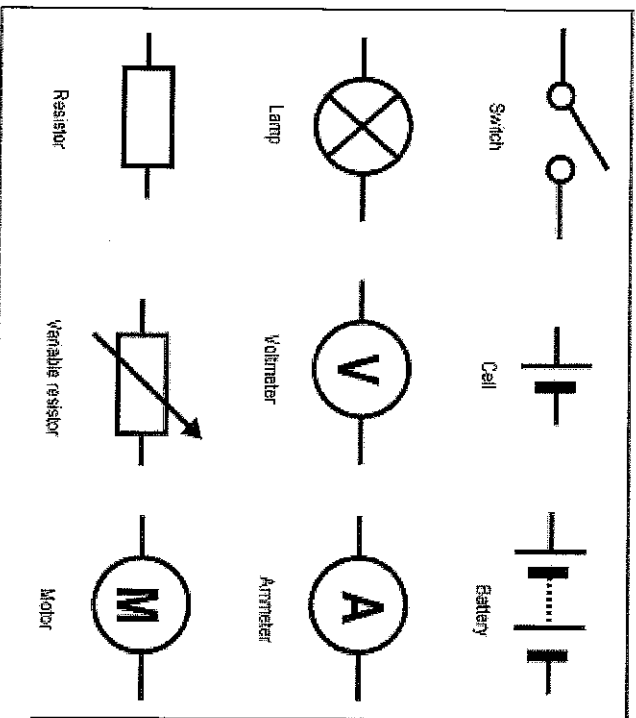 Switch
Cell
Battery
Lamp
V
Voltmeter
A
Ammeter
Resistor
Variable resistor
M
Motor